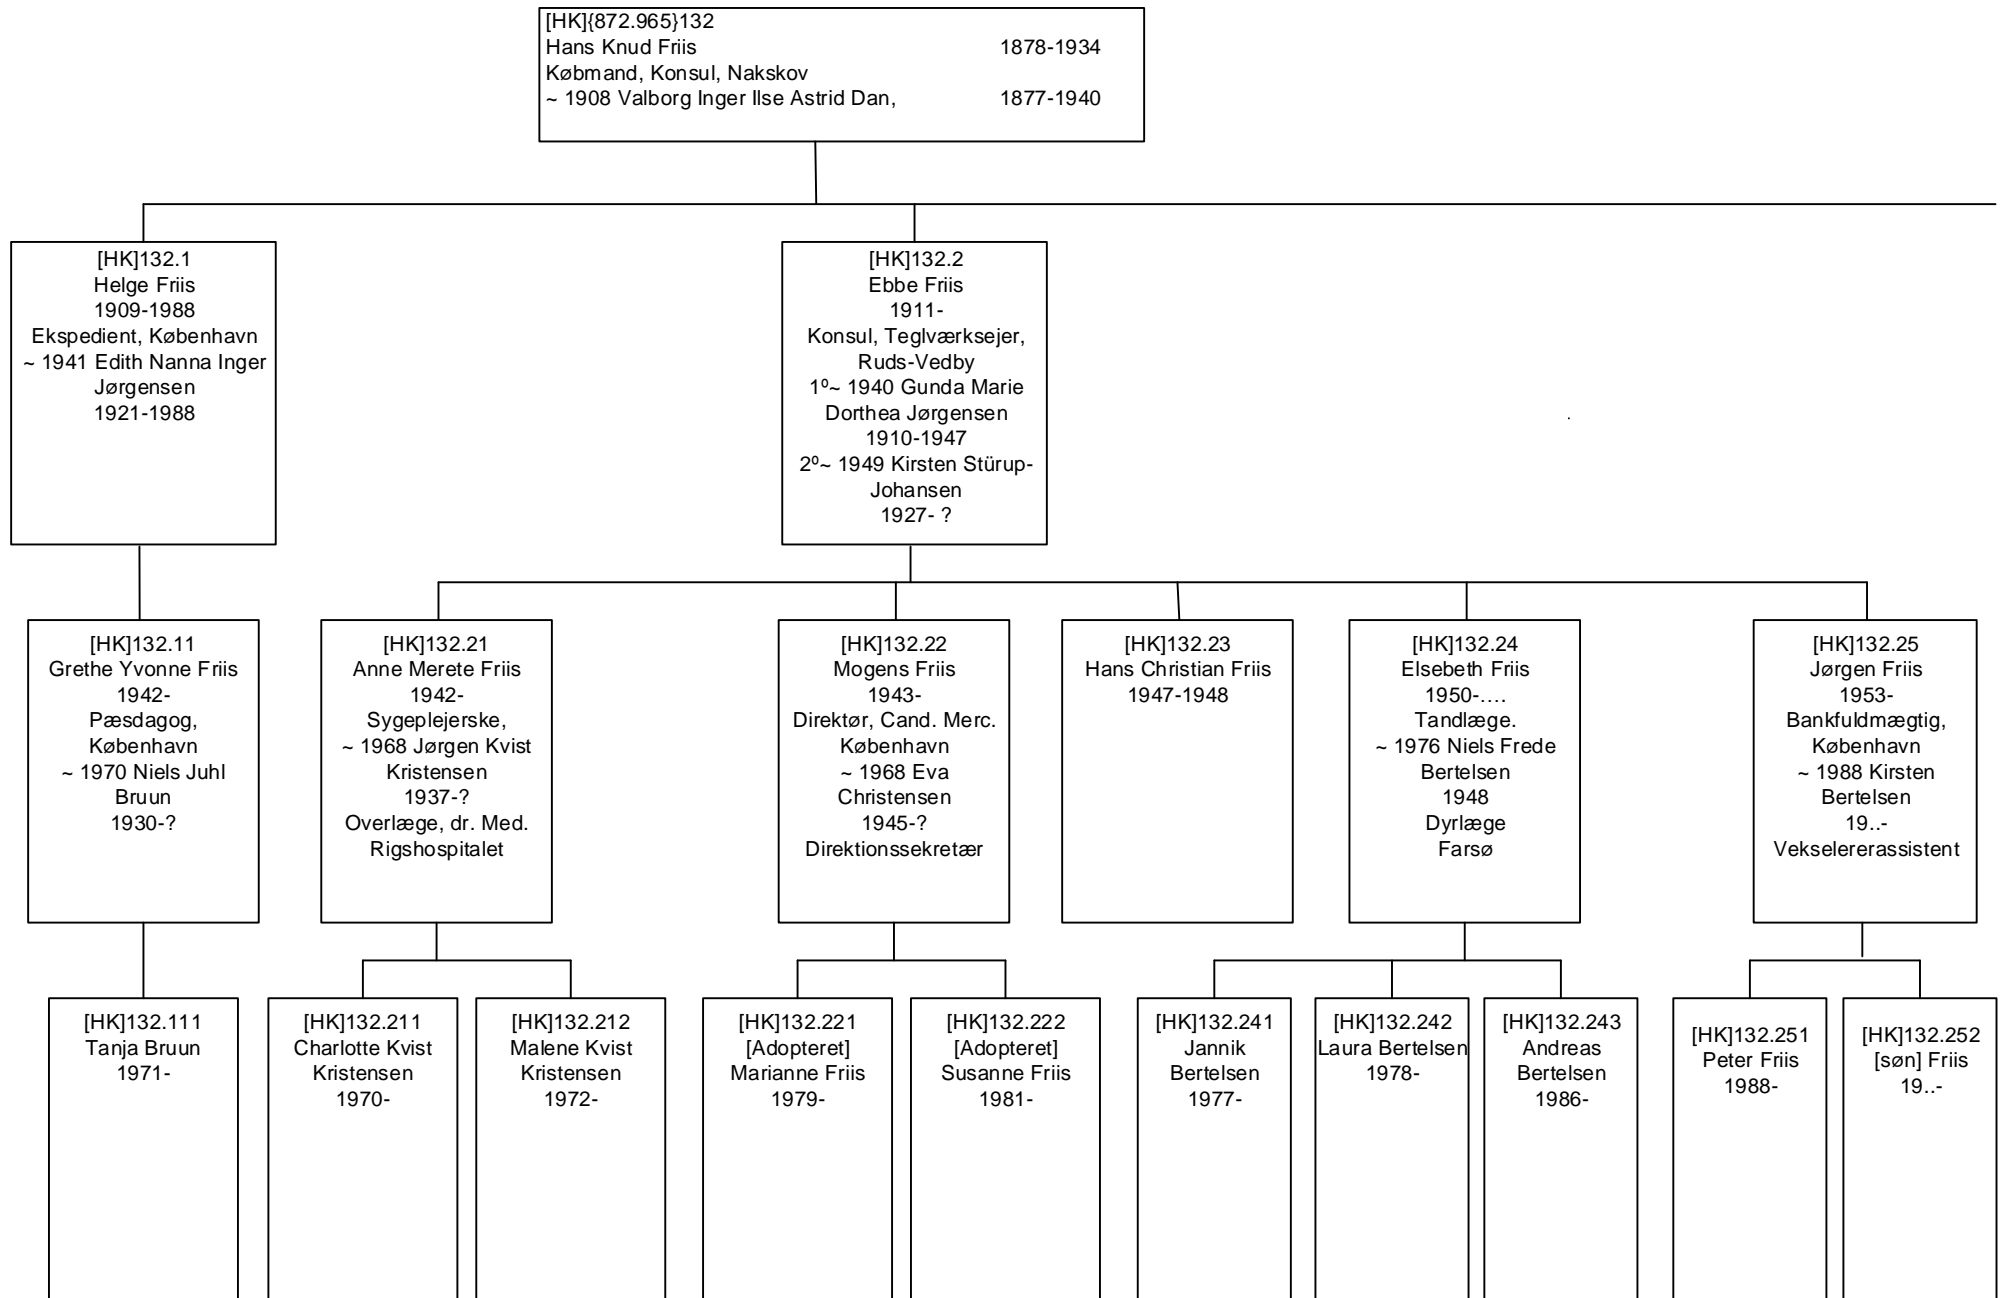 [HK]{872.965}132
Hans Knud Friis 1878-1934
Købmand, Konsul, Nakskov
~ 1908 Valborg Inger Ilse Astrid Dan, 1877-1940
[HK]132.1
Helge Friis
1909-1988
Ekspedient, København
~ 1941 Edith Nanna Inger
Jørgensen
1921-1988
[HK]132.2
Ebbe Friis
1911-
Konsul, Teglværksejer,
Ruds-Vedby
1º~ 1940 Gunda Marie
Dorthea Jørgensen
1910-1947
2º~ 1949 Kirsten Stürup-
Johansen
1927- ?
.
[HK]132.11
Grethe Yvonne Friis
1942-
Pæsdagog,
København
~ 1970 Niels Juhl
Bruun
1930-?
[HK]132.21
Anne Merete Friis
1942-
Sygeplejerske,
~ 1968 Jørgen Kvist
Kristensen
1937-?
Overlæge, dr. Med.
Rigshospitalet
[HK]132.22
Mogens Friis
1943-
Direktør, Cand. Merc.
København
~ 1968 Eva
Christensen
1945-?
Direktionssekretær
[HK]132.23
Hans Christian Friis
1947-1948
[HK]132.24
Elsebeth Friis
1950-....
Tandlæge.
~ 1976 Niels Frede
Bertelsen
1948
Dyrlæge
Farsø
[HK]132.25
Jørgen Friis
1953-
Bankfuldmægtig,
København
~ 1988 Kirsten
Bertelsen
19..-
Vekselererassistent
[HK]132.111
Tanja Bruun
1971-
[HK]132.211
Charlotte Kvist
Kristensen
1970-
[HK]132.212
Malene Kvist
Kristensen
1972-
[HK]132.221
[Adopteret]
Marianne Friis
1979-
[HK]132.222
[Adopteret]
Susanne Friis
1981-
[HK]132.241
Jannik
Bertelsen
1977-
[HK]132.242
Laura Bertelsen
1978-
[HK]132.243
Andreas
Bertelsen
1986-
[HK]132.251
Peter Friis
1988-
[HK]132.252
[søn] Friis
19..-